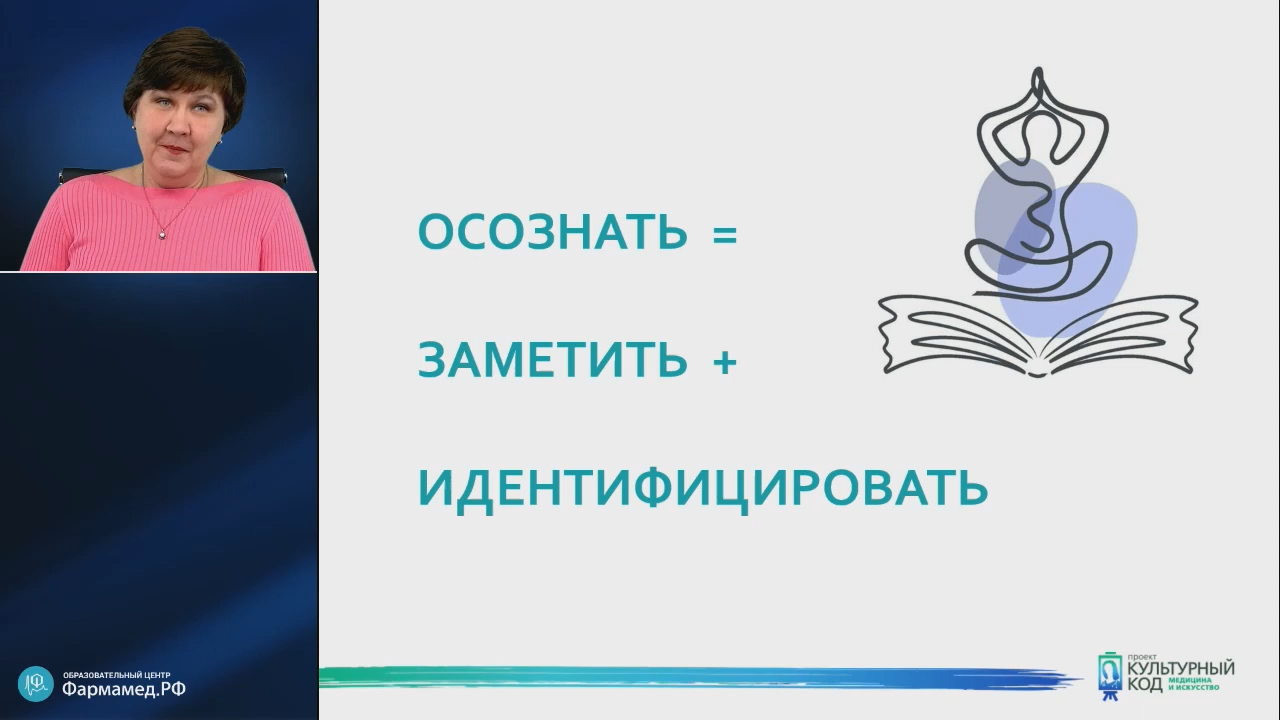 ОСОЗНАТЬ =
ЗАМЕТИТЬ +
ИДЕНТИФИЦИРОВАТЬ
ОБРАЗОВАТЕЛЬНЫЙ ЦЕНТР
Фармамед.РФ
проект
КУЛЬТУРНЫЙ
КОД МЕДИЦИНА
И ИСКУССТВО